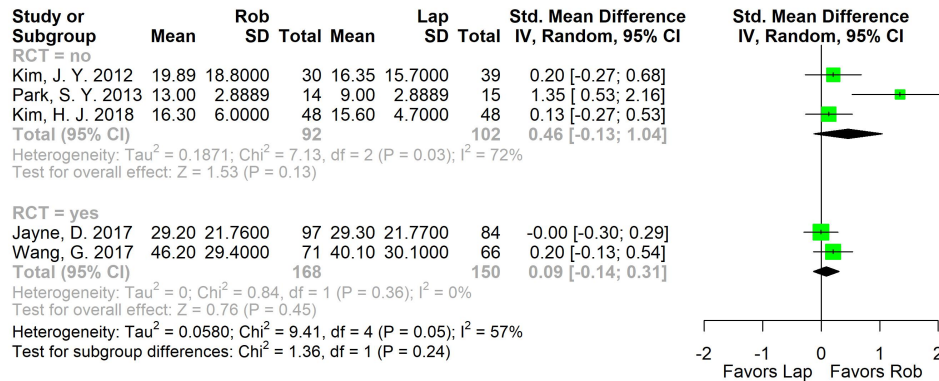 Study or Rob Lap Std. Mean Difference Std. Mean Difference
Subgroup Mean SD Total Mean SD Total IV, Random, 95% CI IV, Random, 95% CI
RCT = no
Kim, J. Y. 2012 19.89 18.8000 30 16.35 15.7000 39 0.20 [-0.27; 0.68]
Park, S. Y. 2013 13.00 2.8889 14 9.00 2.8889 15 1.35 [0.53; 2.16]
Kim, H. J. 2018 16.30 6.0000 48 15.60 4.7000 48 0.13 [-0.27; 0.53]
Total (95% CI) 92 102 0.46 [-0.13; 1.04]
Heterogeneity: Tau² = 0.1871; Chi² = 7.13, df = 2 (P = 0.03); I² = 72%
Test for overall effect: Z = 1.53 (P = 0.13)
RCT = yes
Jayne, D. 2017 29.20 21.7600 97 29.30 21.7700 84 -0.00 [-0.30; 0.29]
Wang, G. 2017 46.20 29.4000 71 40.10 30.1000 66 0.20 [-0.13; 0.54]
Total (95% CI) 168 150 0.09 [-0.14; 0.31]
Heterogeneity: Tau² = 0; Chi² = 0.84, df = 1 (P = 0.36); I² = 0%
Test for overall effect: Z = 0.76 (P = 0.45)
Heterogeneity: Tau² = 0.0580; Chi² = 9.41, df = 4 (P = 0.05); I² = 57%
Test for subgroup differences: Chi² = 1.36, df = 1 (P = 0.24)
-2 -1 0 1 2
Favors Lap Favors Rob